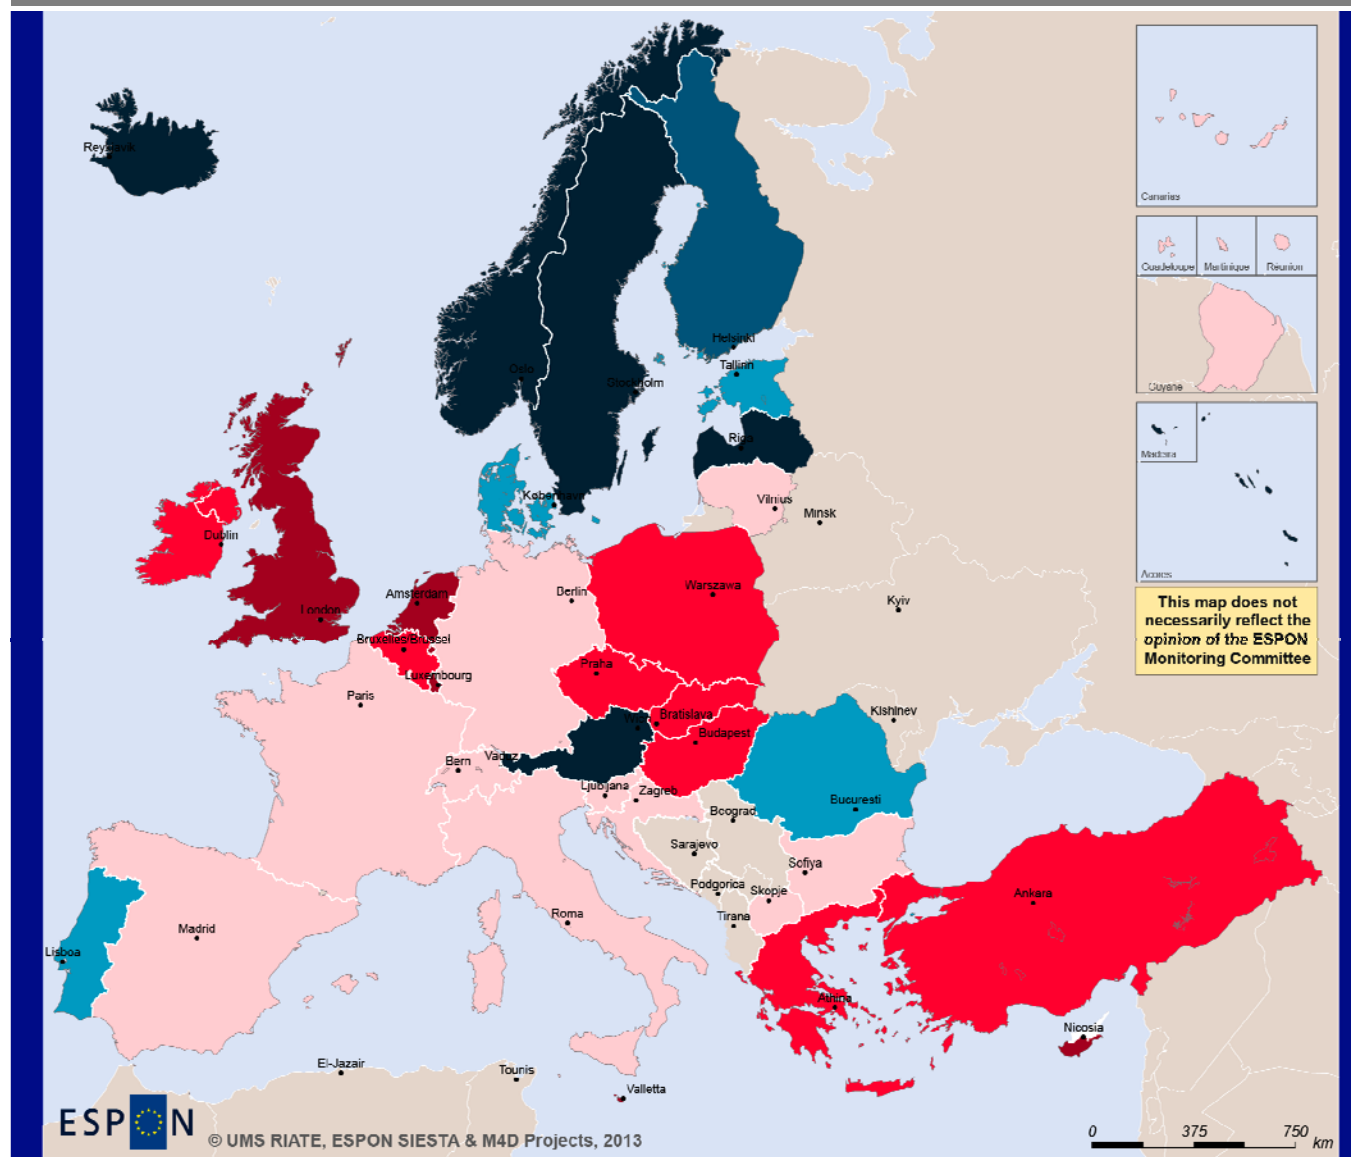 Reykjavik
Canarias
Guadeloupe
Martinique
Réunion
Guyane
Madeira
Acores
This map does not
necessarily reflect the
opinion of the ESPON
Monitoring Committee
Oslo
Stockholm
Helsinki
Tallinn
Riga
København
Vilnius
Minsk
Dublin
London
Amsterdam
Berlin
Warszawa
Kyiv
Bruxelles/Brussel
Luxembourg
Praha
Paris
Wien
Bratislava
Budapest
Kishinev
Bern
Vaduz
Ljubljana
Zagreb
Beograd
Bucuresti
Sarajevo
Sofiya
Podgorica
Skopje
Tirana
Ankara
Madrid
Roma
Lisboa
Athina
Nicosia
El-Jazair
Tounis
Valletta
ESPON
© UMS RIATE, ESPON SIESTA & M4D Projects, 2013
0 375 750
km